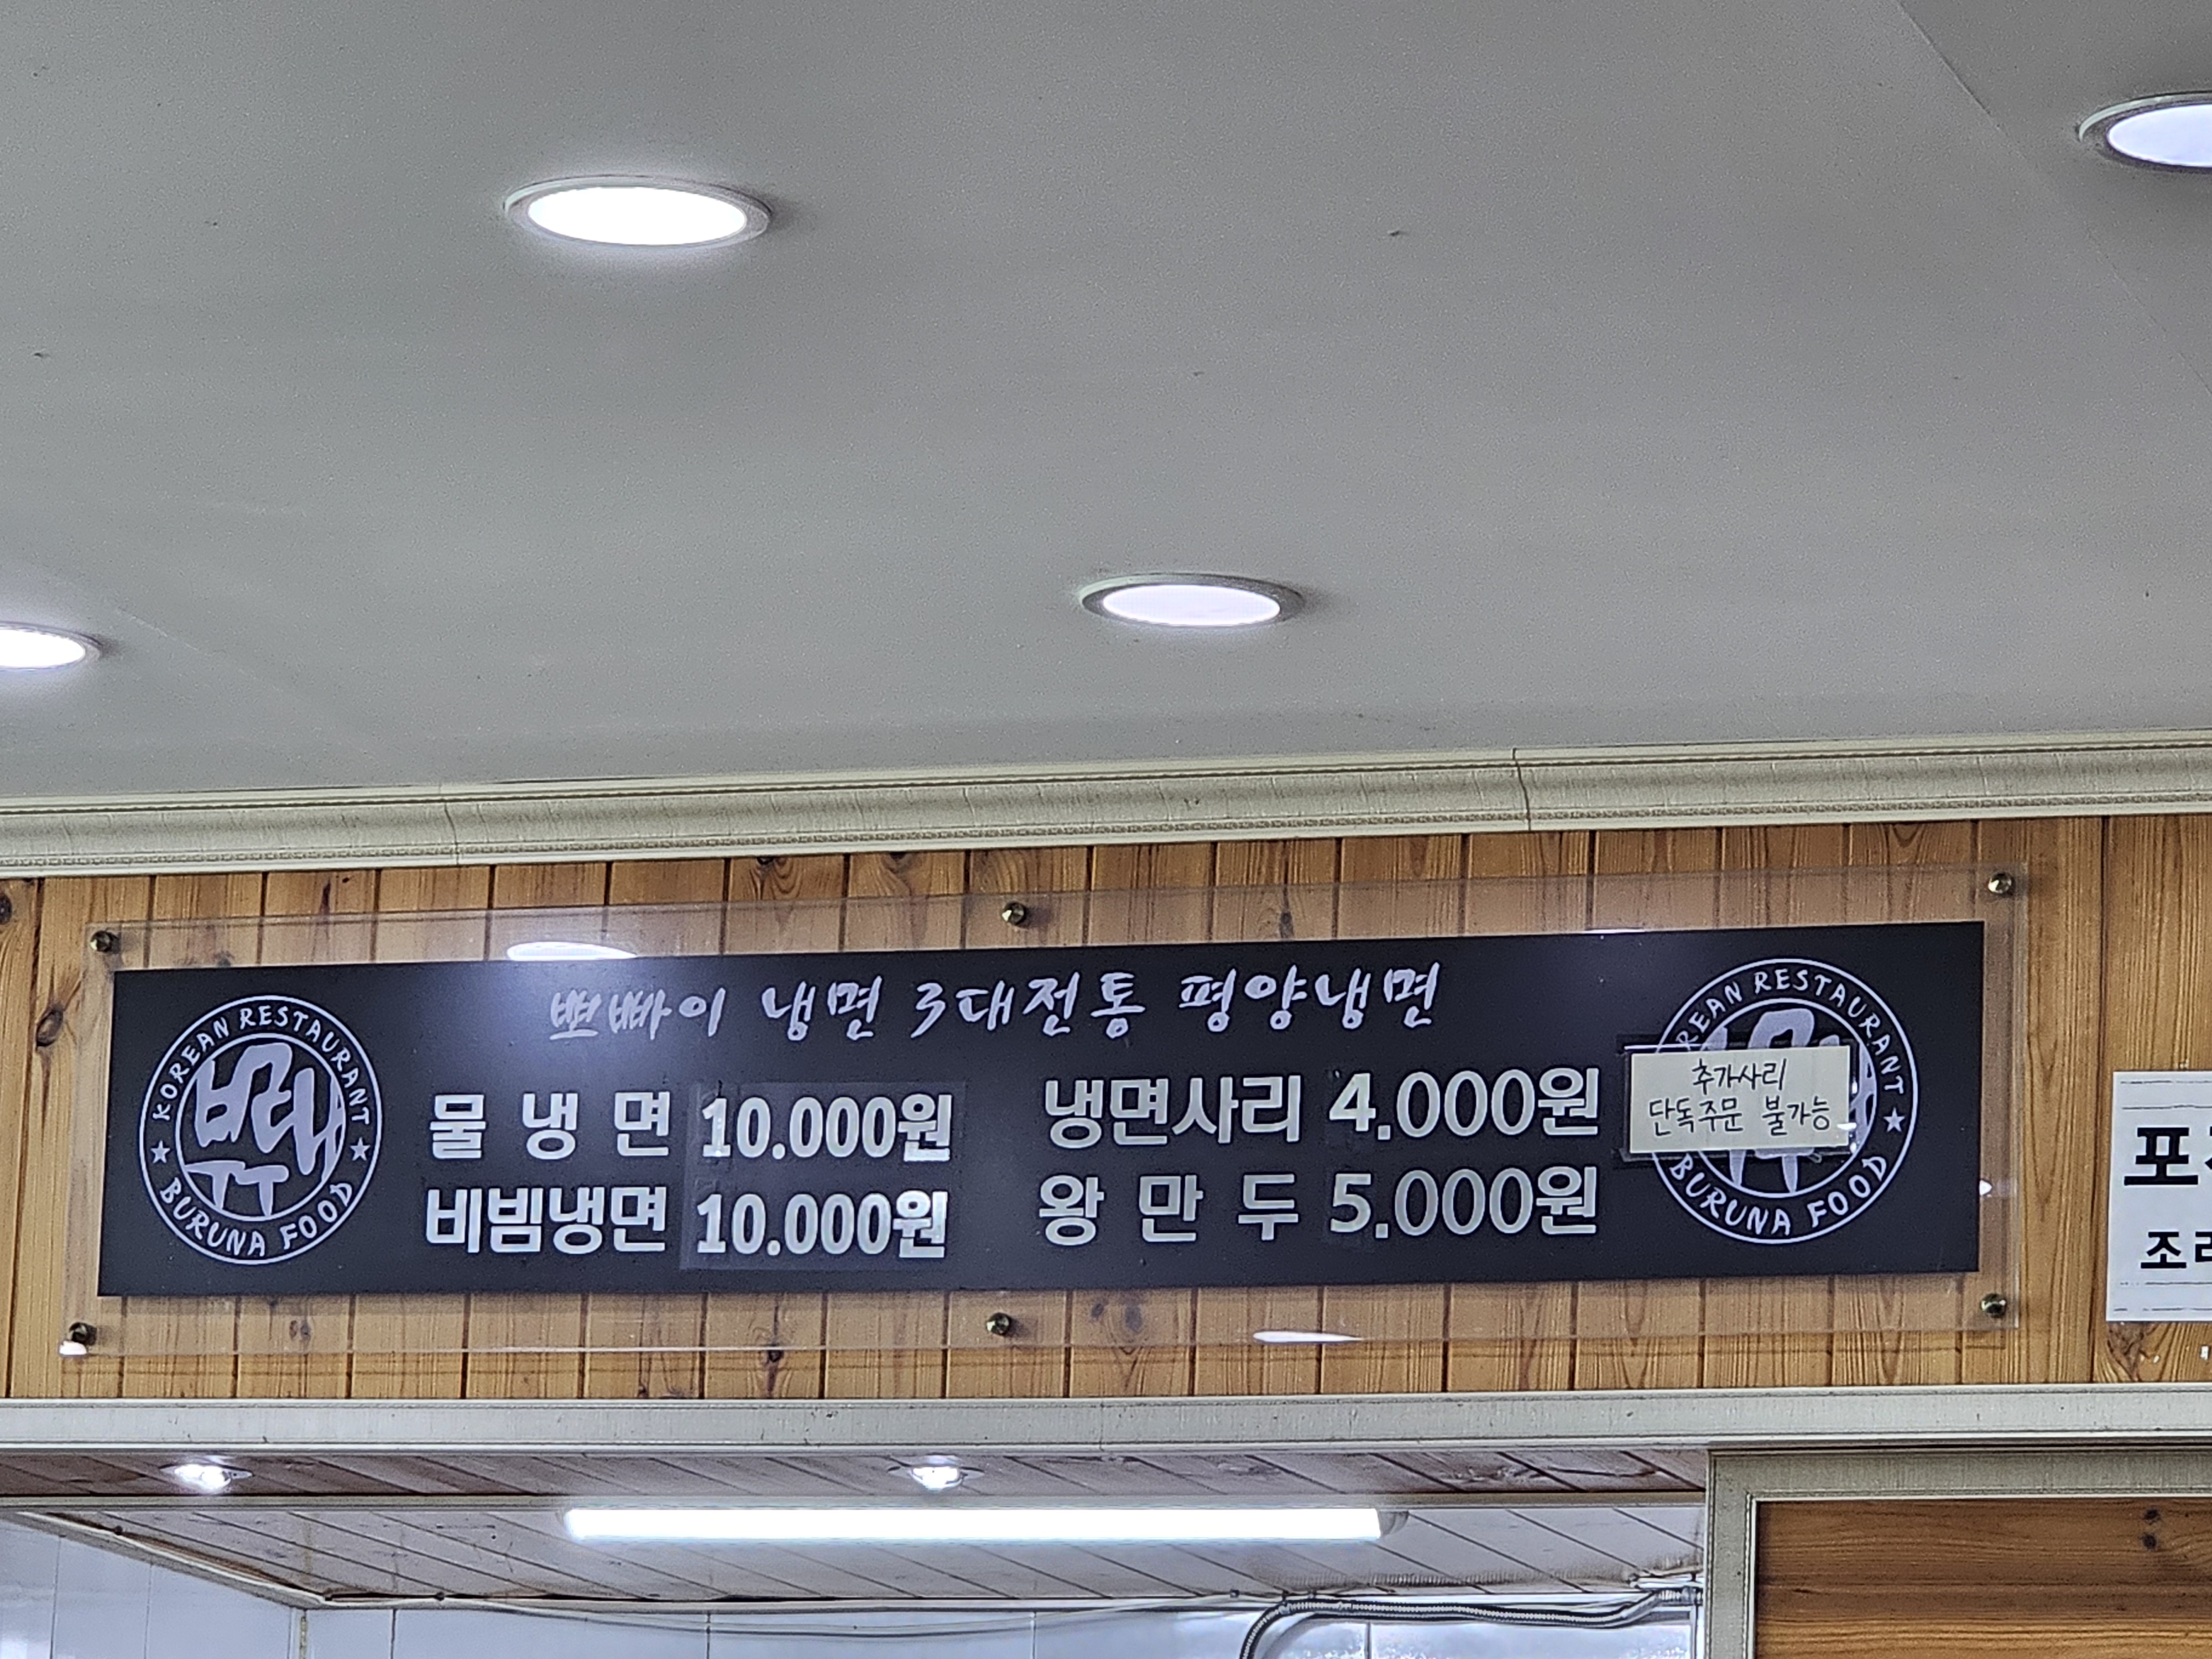 뽀빠이 냉면 3대전통 평양냉면
KOREAN RESTAURANT
BURUNA FOOD
물 냉 면 10.000원
비빔냉면 10.000원
냉면사리 4.000원
왕 만 두 5.000원
추가사리
단독주문 불가능
RESTAURANT
BURUNA FOOD